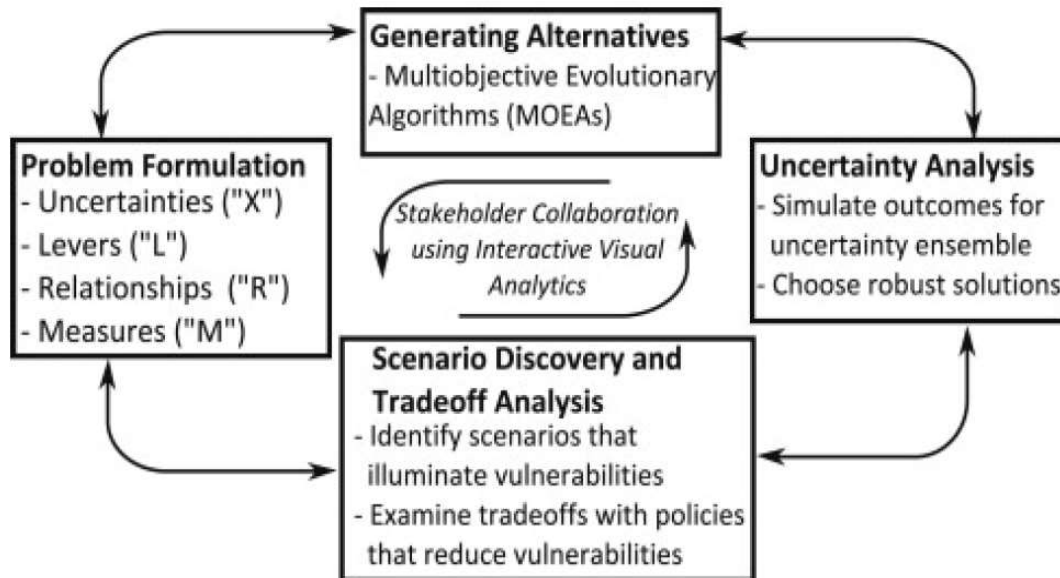 Generating Alternatives
- Multiobjective Evolutionary
Algorithms (MOEAs)
Problem Formulation
- Uncertainties ("X")
- Levers ("L")
- Relationships ("R")
- Measures ("M")
Stakeholder Collaboration
using Interactive Visual
Analytics
Uncertainty Analysis
- Simulate outcomes for
uncertainty ensemble
- Choose robust solutions
Scenario Discovery and
Tradeoff Analysis
- Identify scenarios that
illuminate vulnerabilities
- Examine tradeoffs with policies
that reduce vulnerabilities